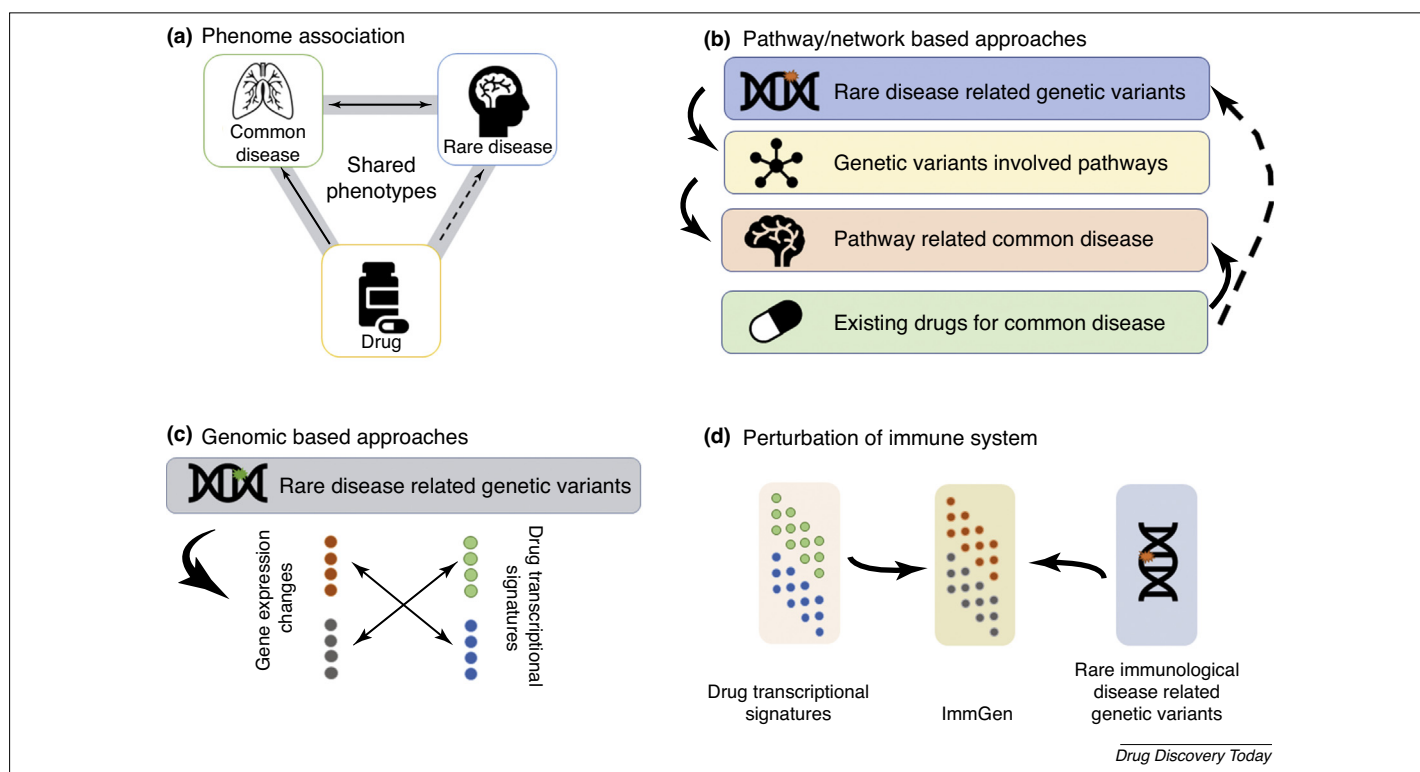 (a) Phenome association
Common
disease
Rare disease
Shared
phenotypes
Drug
(b) Pathway/network based approaches
Rare disease related genetic variants
Genetic variants involved pathways
Pathway related common disease
Existing drugs for common disease
(c) Genomic based approaches
Rare disease related genetic variants
Gene expression
changes
Drug transcriptional
signatures
(d) Perturbation of immune system
Drug transcriptional
signatures
ImmGen
Rare immunological
disease related
genetic variants
Drug Discovery Today